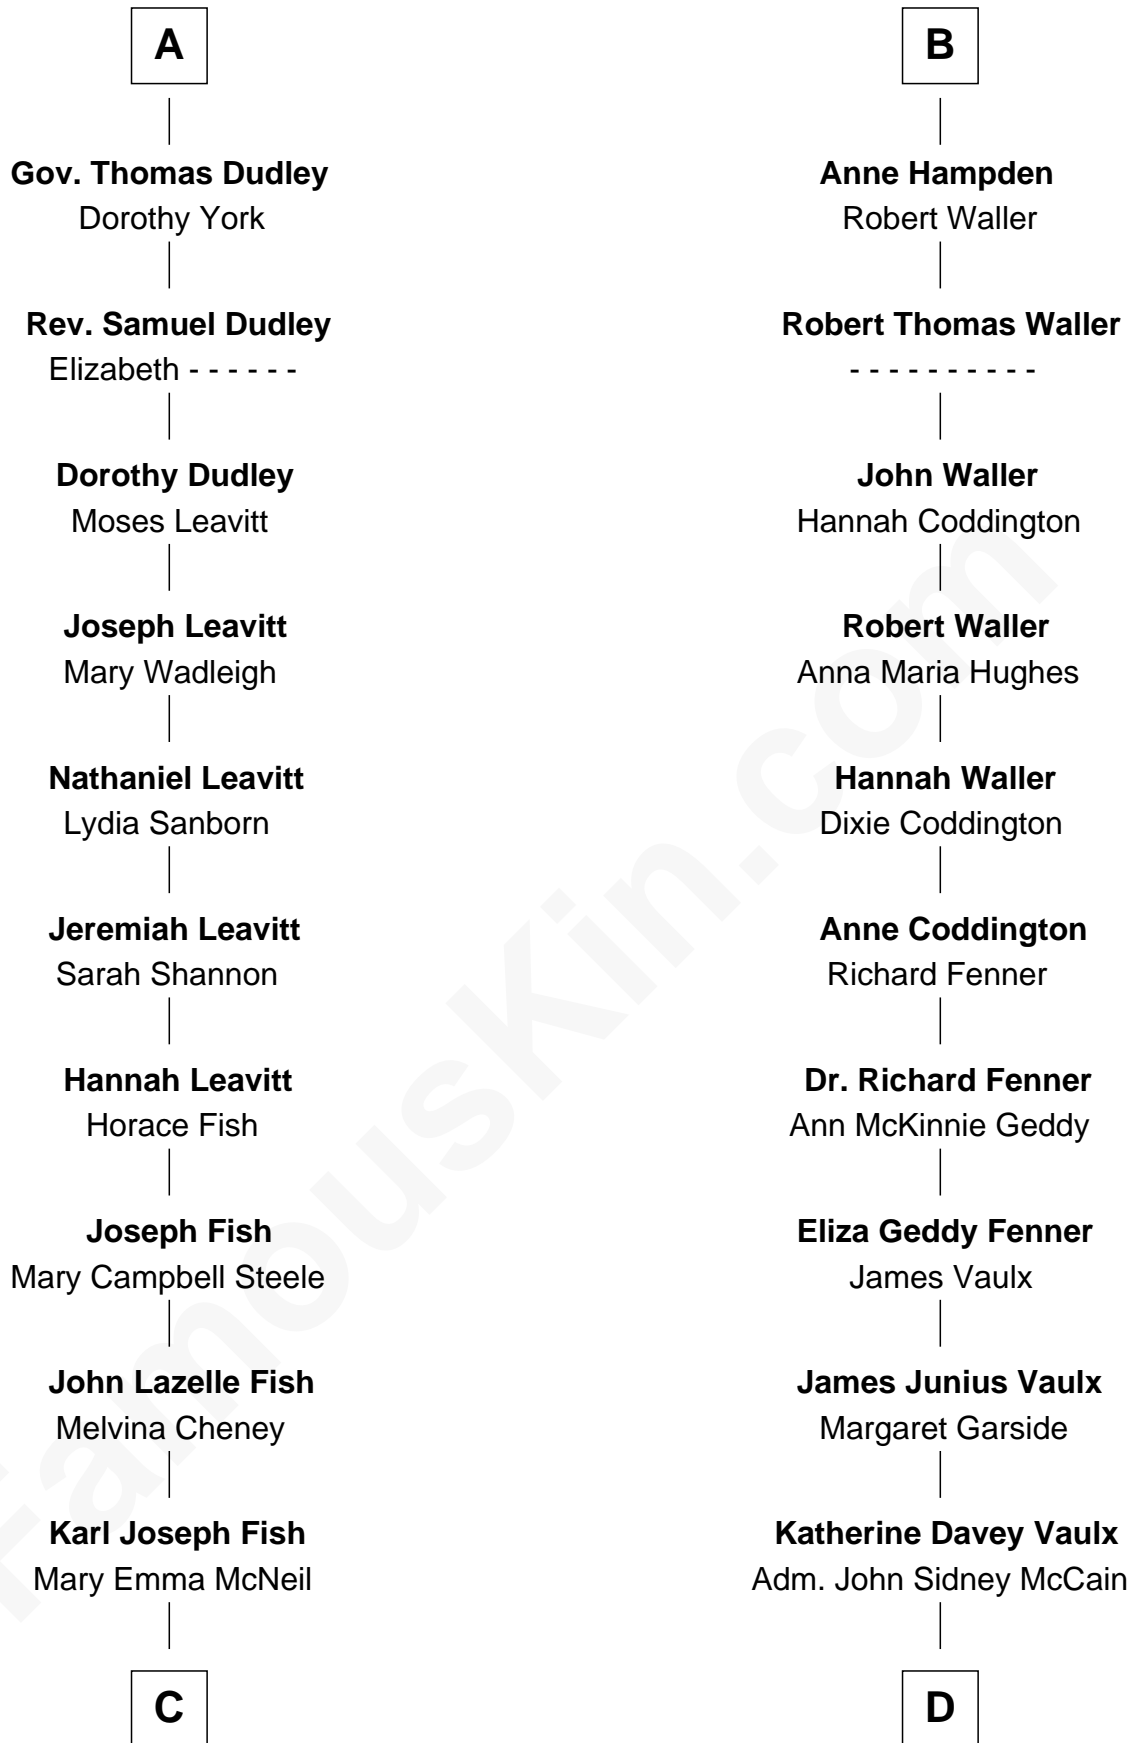 A
Gov. Thomas Dudley
Dorothy York
Rev. Samuel Dudley
Elizabeth - - - - - -
Dorothy Dudley
Moses Leavitt
Joseph Leavitt
Mary Wadleigh
Nathaniel Leavitt
Lydia Sanborn
Jeremiah Leavitt
Sarah Shannon
Hannah Leavitt
Horace Fish
Joseph Fish
Mary Campbell Steele
John Lazelle Fish
Melvina Cheney
Karl Joseph Fish
Mary Emma McNeil
C
B
Anne Hampden
Robert Waller
Robert Thomas Waller
- - - - - - - - - -
John Waller
Hannah Coddington
Robert Waller
Anna Maria Hughes
Hannah Waller
Dixie Coddington
Anne Coddington
Richard Fenner
Dr. Richard Fenner
Ann McKinnie Geddy
Eliza Geddy Fenner
James Vaulx
James Junius Vaulx
Margaret Garside
Katherine Davey Vaulx
Adm. John Sidney McCain
D
FamousKin.com